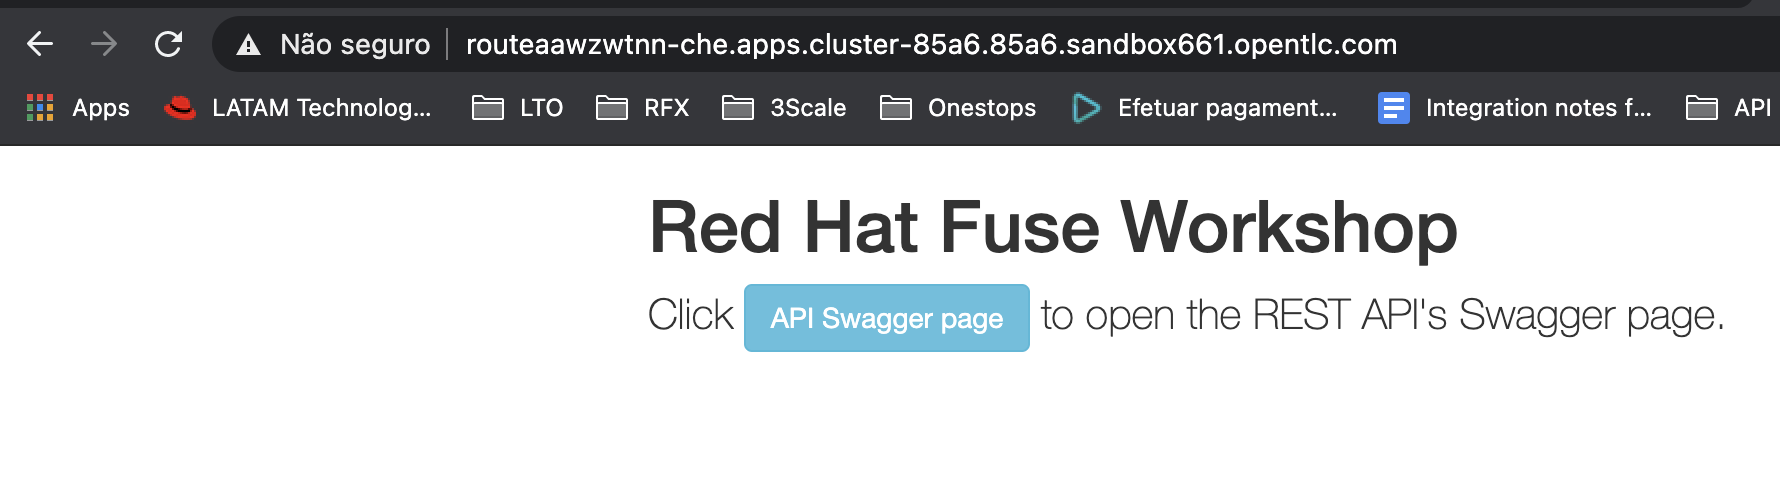 Não seguro routeaawzwtnn-che.apps.cluster-85a6.85a6.sandbox661.opentlc.com
Apps LATAM Technolog... LTO RFX 3Scale Onestops Efetuar pagament... Integration notes f... API
Red Hat Fuse Workshop
Click API Swagger page to open the REST API's Swagger page.